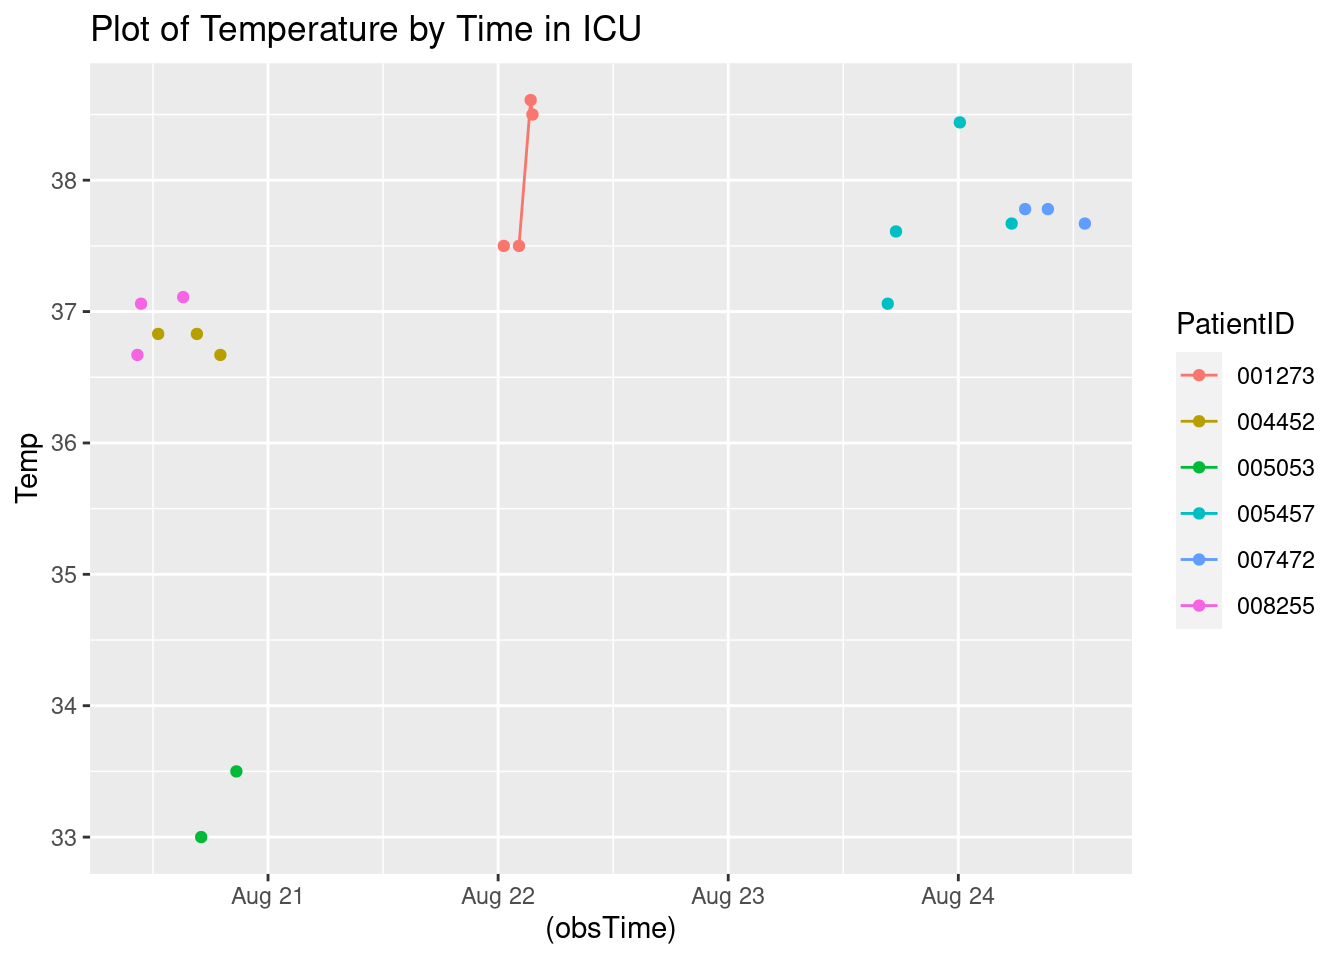 Plot of Temperature by Time in ICU
38
37
36
35
34
33
Temp
Aug 21 Aug 22 Aug 23 Aug 24
(obsTime)
PatientID
001273
004452
005053
005457
007472
008255